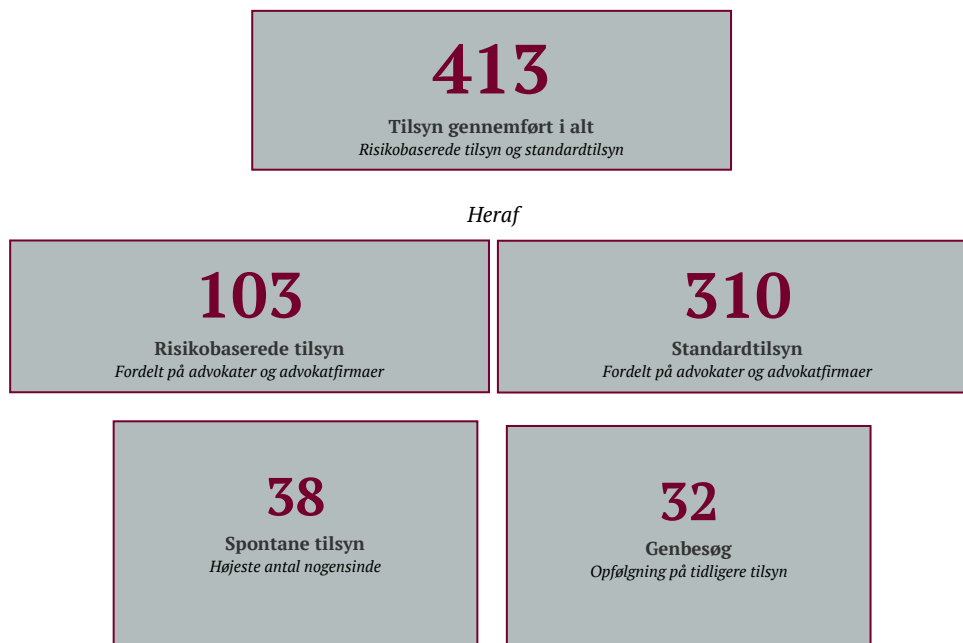 413
Tilsyn gennemført i alt
Risikobaserede tilsyn og standardtilsyn
Heraf
103
Risikobaserede tilsyn
Fordelt på advokater og advokatfirmaer
310
Standardtilsyn
Fordelt på advokater og advokatfirmaer
38
Spontane tilsyn
Højeste antal nogensinde
32
Genbesøg
Opfølgning på tidligere tilsyn